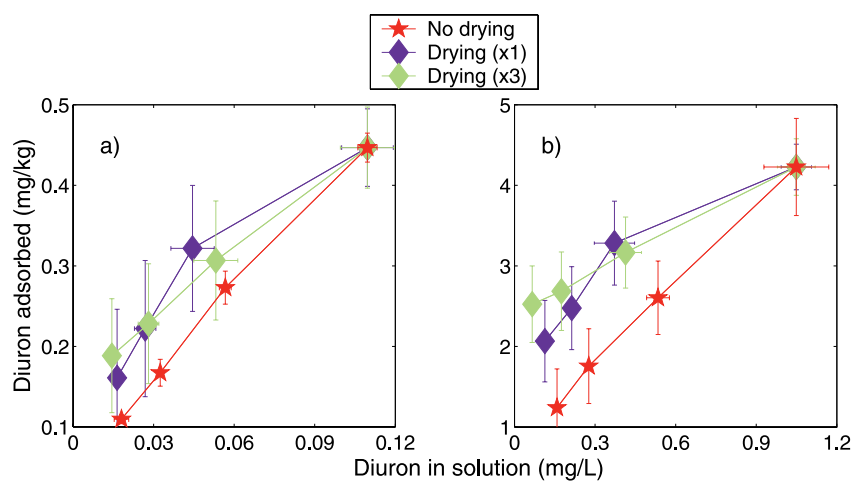 No drying
Drying (x1)
Drying (x3)
a)
b)
Diuron adsorbed (mg/kg)
0.5
0.4
0.3
0.2
0.1
0 0.03 0.06 0.09 0.12
5
4
3
2
1
0 0.3 0.6 0.9 1.2
Diuron in solution (mg/L)